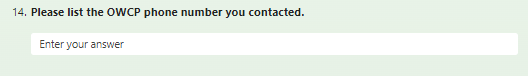 14. Please list the OWCP phone number you contacted.
Enter your answer